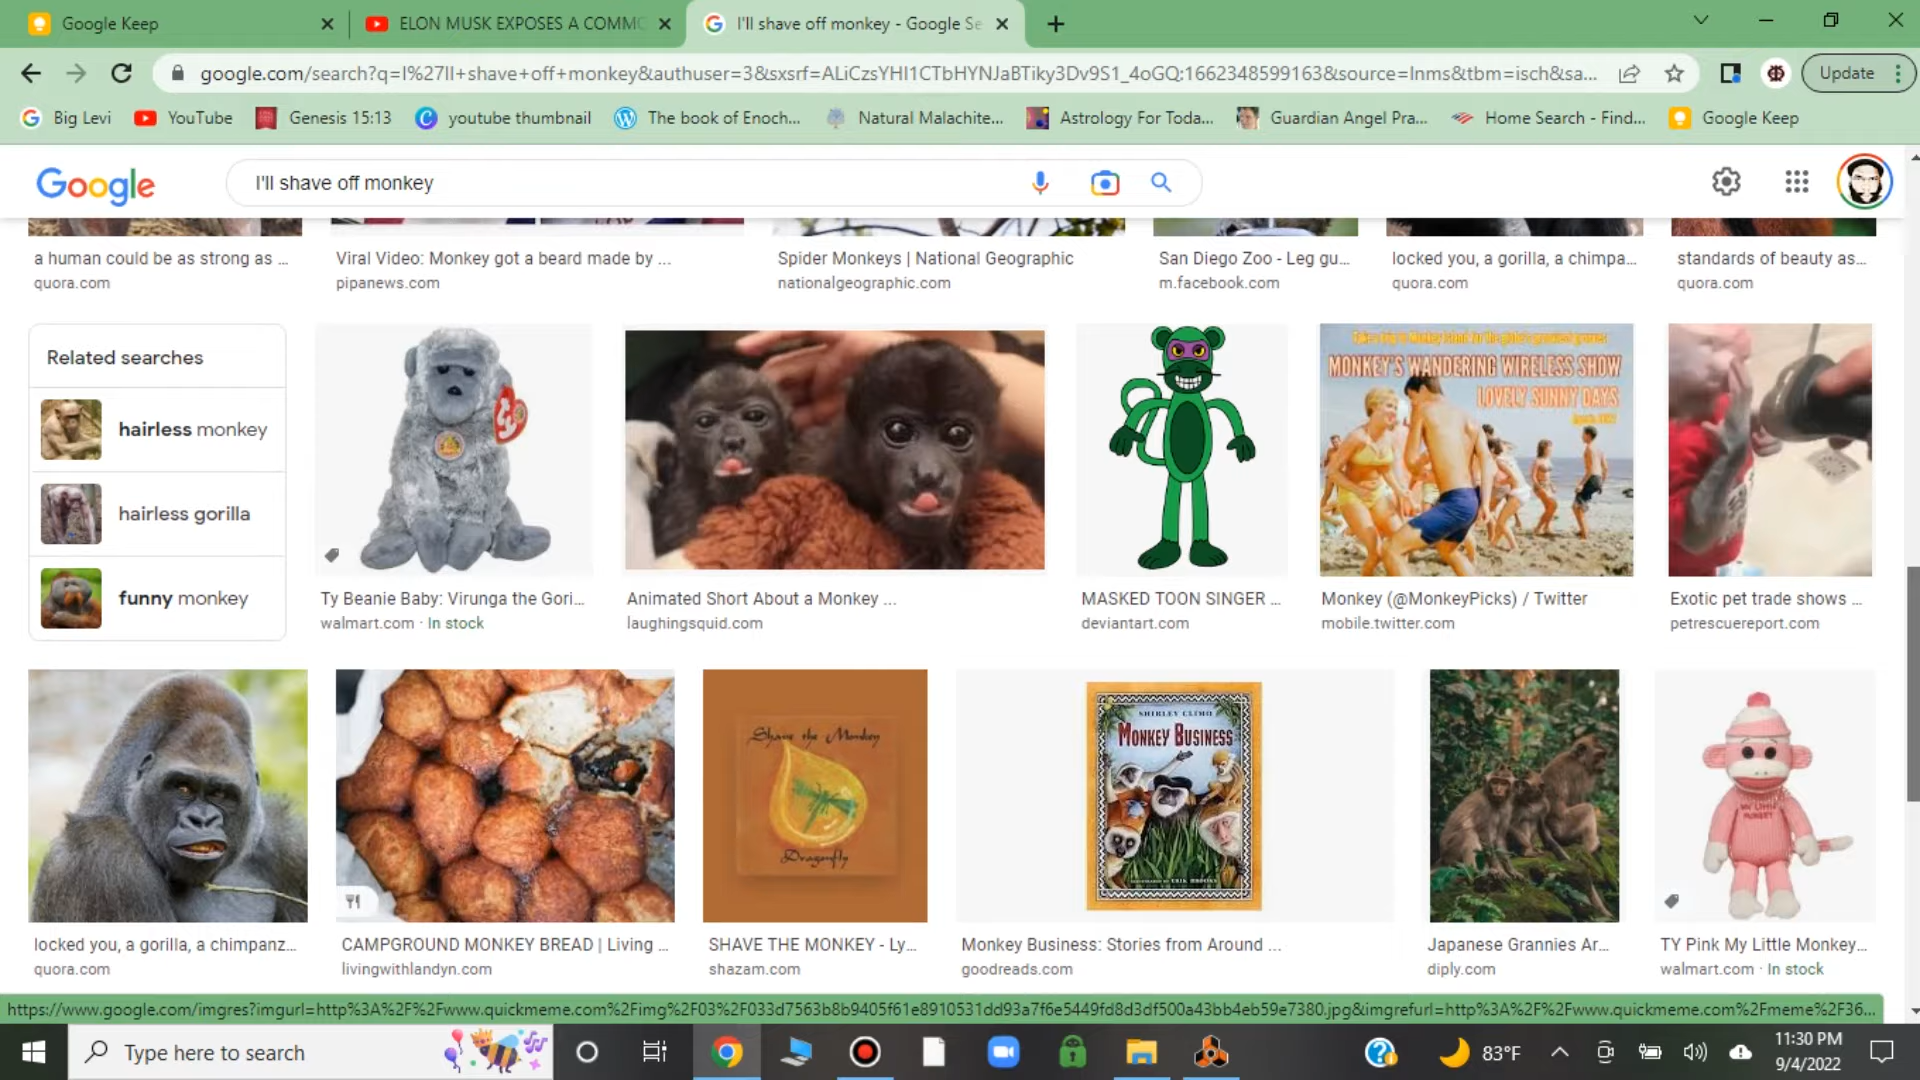 Google Keep
ELON MUSK EXPOSES A COMMO
I'll shave off monkey - Google Se
google.com/search?q=I%27ll+shave+off+monkey&authuser=3&sxsrf=ALiCzsYHI1CTbHYNJaBTiky3Dv9S1_4oGQ:1662348599163&source=lnms&tbm=isch&sa...
Update
Big Levi
YouTube
Genesis 15:13
youtube thumbnail
The book of Enoch...
Natural Malachite...
Astrology For Toda...
Guardian Angel Pra...
Home Search - Find...
Google Keep
Google
I'll shave off monkey
a human could be as strong as ...
quora.com
Viral Video: Monkey got a beard made by ...
pipanews.com
Spider Monkeys | National Geographic
nationalgeographic.com
San Diego Zoo - Leg gu...
m.facebook.com
locked you, a gorilla, a chimpa...
quora.com
standards of beauty as...
quora.com
Related searches
hairless monkey
hairless gorilla
funny monkey
Ty Beanie Baby: Virunga the Gori...
walmart.com · In stock
Animated Short About a Monkey ...
laughingsquid.com
MASKED TOON SINGER ...
deviantart.com
MONKEY'S WANDERING WIRELESS SHOW
LOVELY SUNNY DAYS
Monkey (@MonkeyPicks) / Twitter
mobile.twitter.com
Exotic pet trade shows ...
petrescuereport.com
locked you, a gorilla, a chimpanz...
quora.com
CAMPGROUND MONKEY BREAD | Living ...
livingwithlandyn.com
Shave the Monkey
Dragonfly
SHAVE THE MONKEY - Ly...
shazam.com
SHIRLEY CLIMO
MONKEY BUSINESS
Monkey Business: Stories from Around ...
goodreads.com
Japanese Grannies Ar...
diply.com
MY LITTLE
MONKEY
TY Pink My Little Monkey...
walmart.com · In stock
https://www.google.com/imgres?imgurl=http%3A%2F%2Fwww.quickmeme.com%2Fimg%2F03%2F033d7563b8b9405f61e8910531dd93a7f6e5449fd8d3df500a43bb4eb59e7380.jpg&imgrefurl=http%3A%2F%2Fwww.quickmeme.com%2Fmeme%2F36...
Type here to search
83°F
11:30 PM
9/4/2022